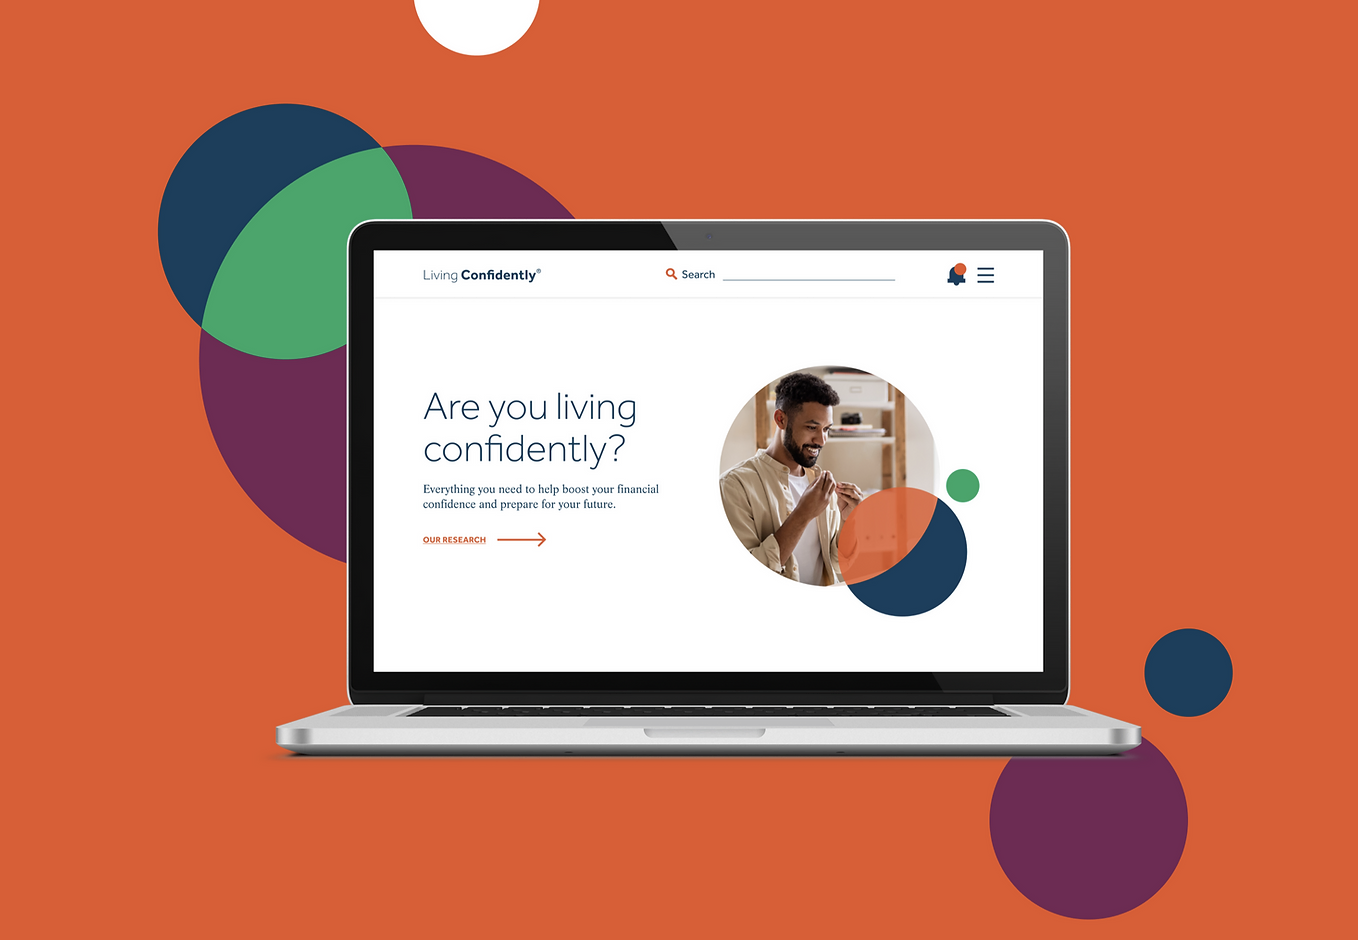 Living Confidently®
Search
Are you living
confidently?
Everything you need to help boost your financial
confidence and prepare for your future.
OUR RESEARCH